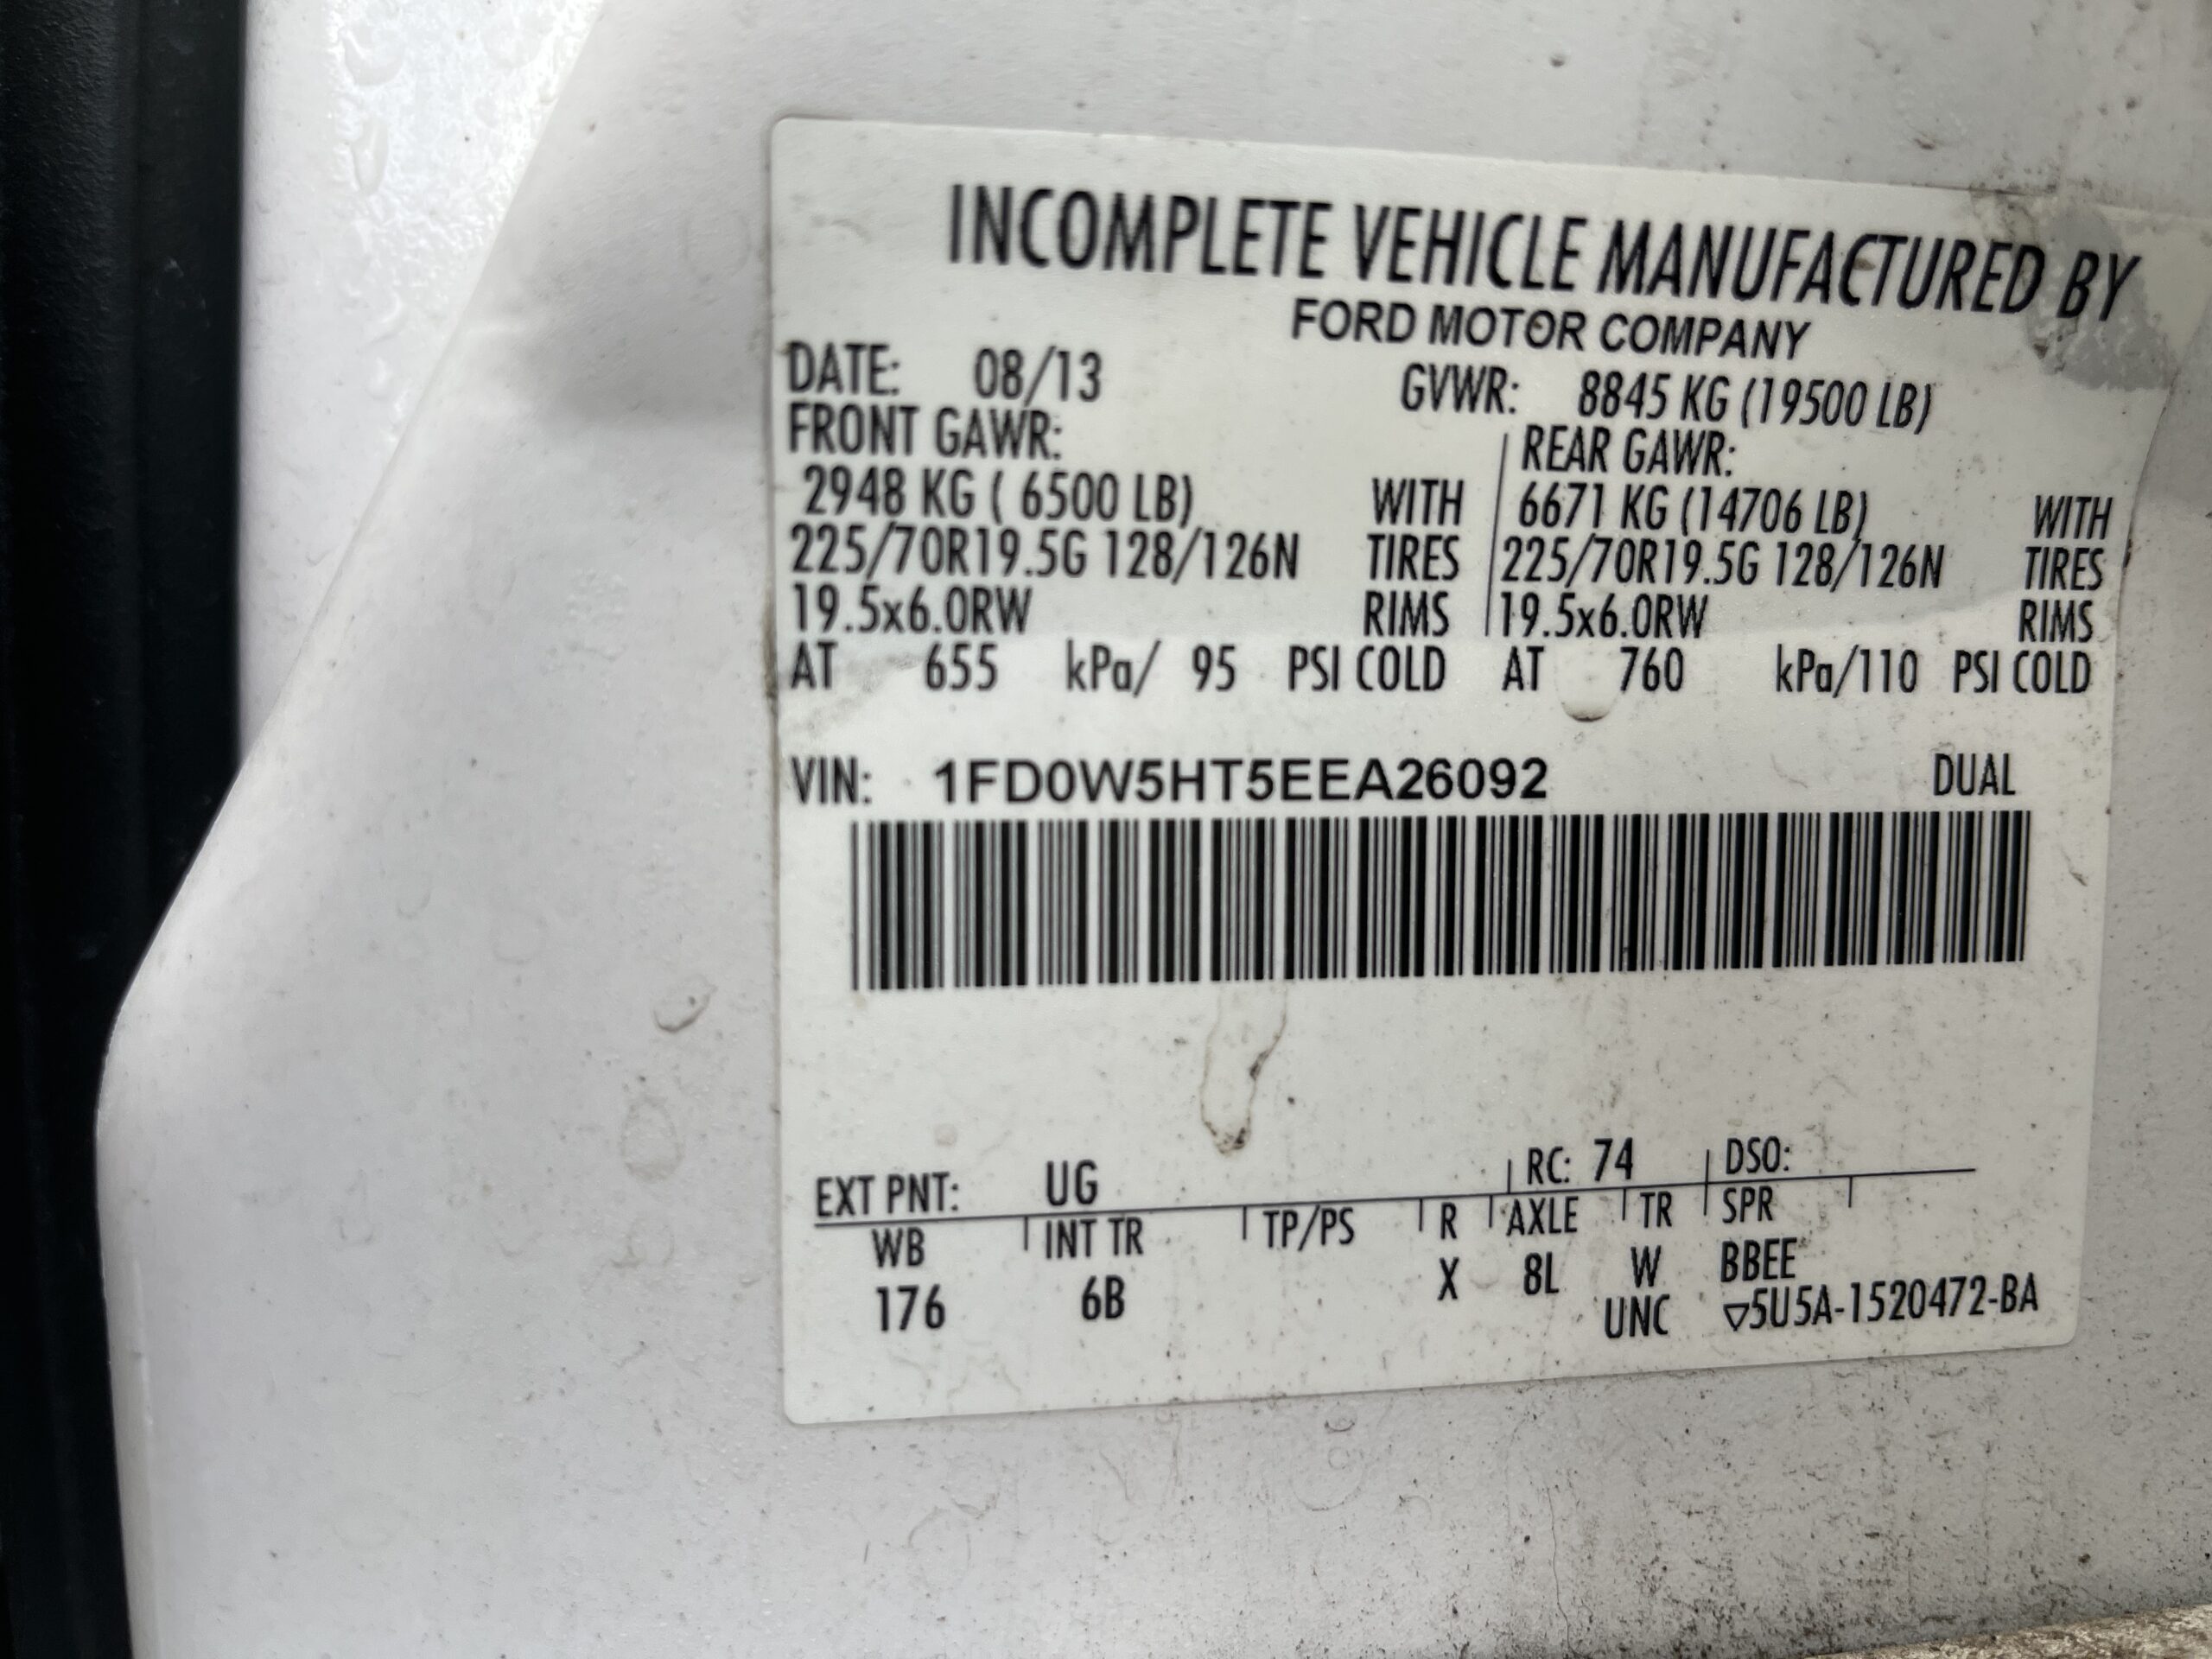 INCOMPLETE VEHICLE MANUFACTURED BY
FORD MOTOR COMPANY
DATE: 08/13 GVWR: 8845 KG (19500 LB)
FRONT GAWR: REAR GAWR:
2948 KG ( 6500 LB) WITH 6671 KG (14706 LB) WITH
225/70R19.5G 128/126N TIRES 225/70R19.5G 128/126N TIRES
19.5x6.0RW RIMS 19.5x6.0RW RIMS
AT 655 kPa/ 95 PSI COLD AT 760 kPa/110 PSI COLD
VIN: 1FD0W5HT5EEA26092 DUAL
EXT PNT: UG RC: 74 DSO:
WB INT TR TP/PS R AXLE TR SPR
176 6B X 8L W BBEE
UNC ▽5U5A-1520472-BA